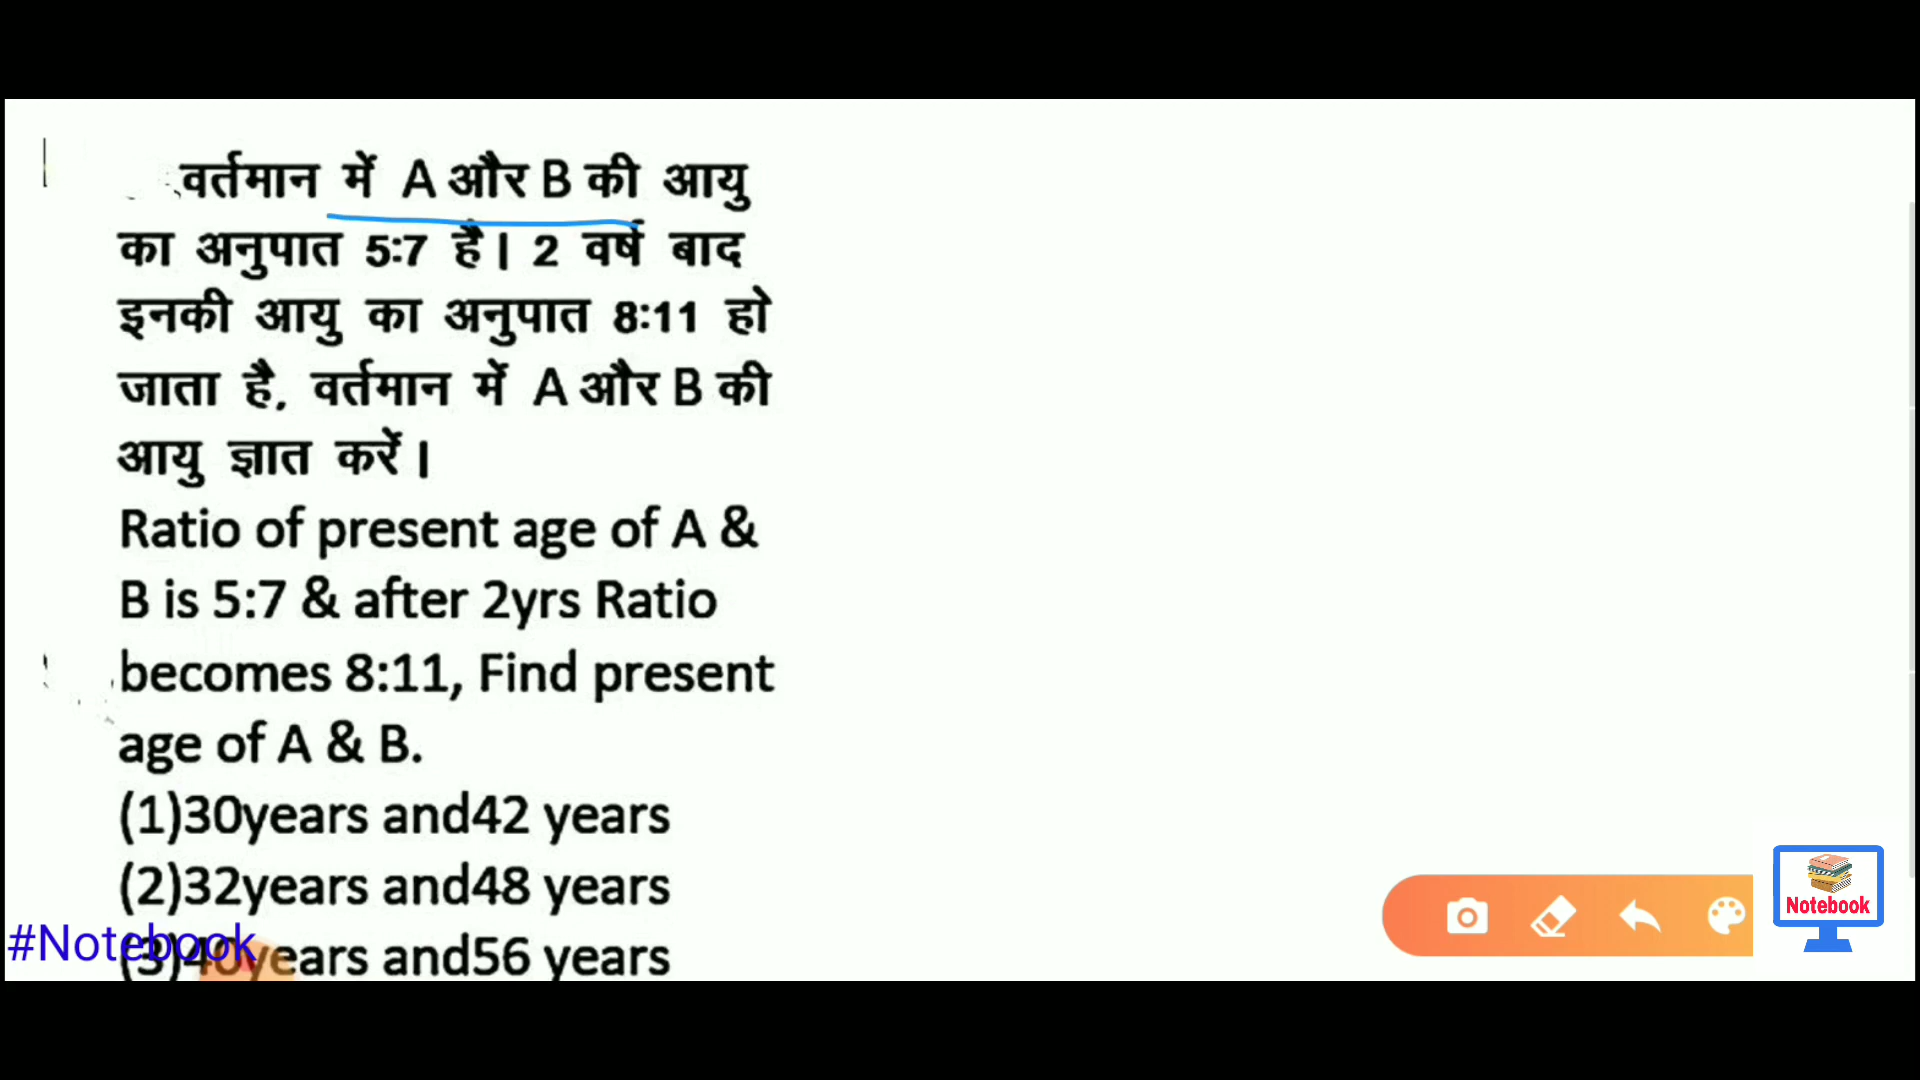 वर्तमान में A और B की आयु
का अनुपात 5:7 है। 2 वर्ष बाद
इनकी आयु का अनुपात 8:11 हो
जाता है, वर्तमान में A और B की
आयु ज्ञात करें।
Ratio of present age of A &
B is 5:7 & after 2yrs Ratio
becomes 8:11, Find present
age of A & B.
(1)30years and42 years
(2)32years and48 years
(3)40years and56 years
#Notebook
Notebook